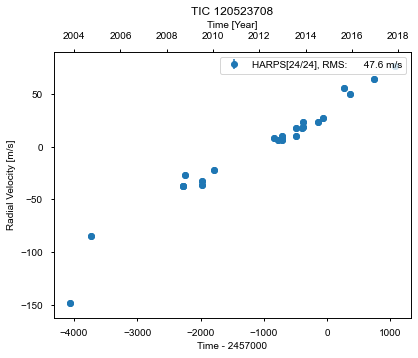 TIC 120523708
Time [Year]
2004 2006 2008 2010 2012 2014 2016 2018
HARPS[24/24], RMS: 47.6 m/s
50
0
−50
−100
−150
Radial Velocity [m/s]
−4000 −3000 −2000 −1000 0 1000
Time - 2457000